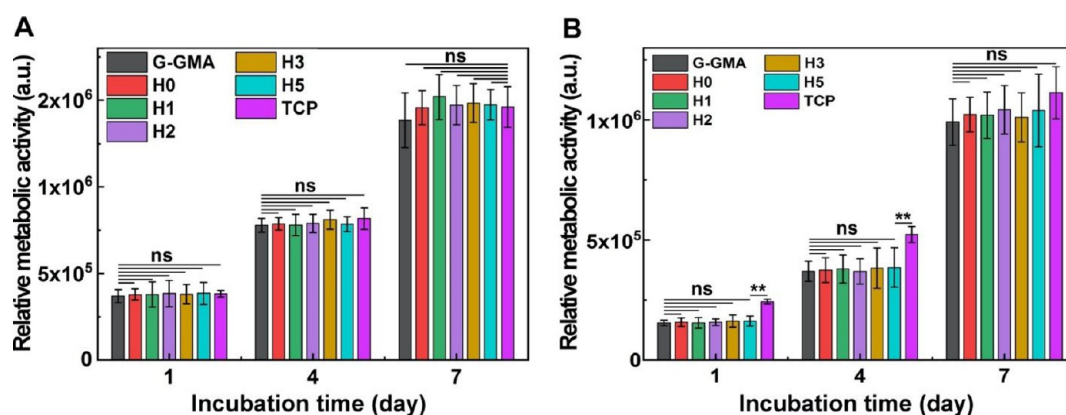 A
Relative metabolic activity (a.u.)
2x10⁶
1x10⁶
5x10⁵
0
G-GMA
H0
H1
H2
H3
H5
TCP
ns
ns
ns
1
4
7
Incubation time (day)
B
Relative metabolic activity (a.u.)
1x10⁶
5x10⁵
0
G-GMA
H0
H1
H2
H3
H5
TCP
ns
**
ns
**
ns
1
4
7
Incubation time (day)